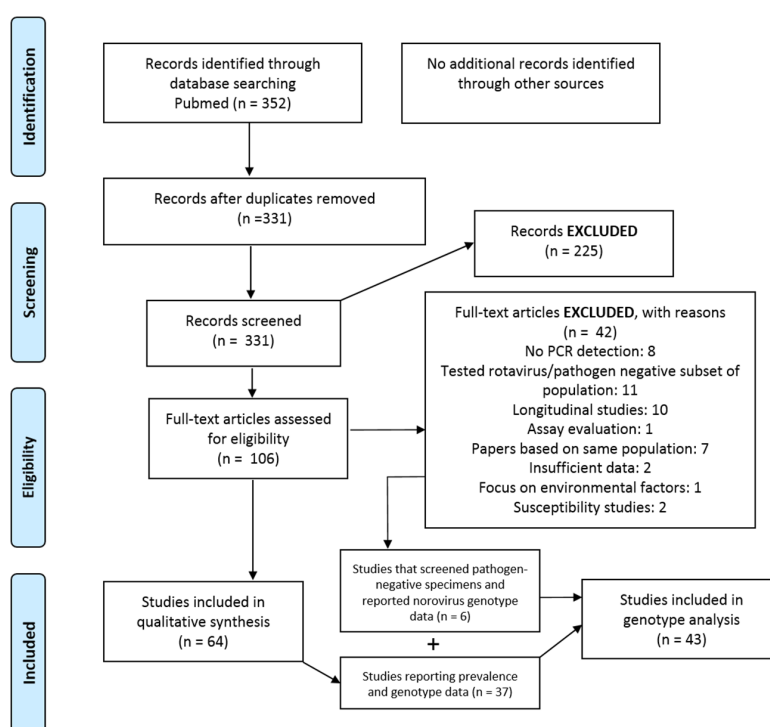 Identification
Records identified through
database searching
Pubmed (n = 352)
No additional records identified
through other sources
Records after duplicates removed
(n =331)
Screening
Records EXCLUDED
(n = 225)
Records screened
(n = 331)
Full-text articles EXCLUDED, with reasons
(n = 42)
No PCR detection: 8
Tested rotavirus/pathogen negative subset of
population: 11
Longitudinal studies: 10
Assay evaluation: 1
Papers based on same population: 7
Insufficient data: 2
Focus on environmental factors: 1
Susceptibility studies: 2
Eligibility
Full-text articles assessed
for eligibility
(n = 106)
Studies that screened pathogen-
negative specimens and
reported norovirus genotype
data (n = 6)
+
Included
Studies included in
qualitative synthesis
(n = 64)
Studies reporting prevalence
and genotype data (n = 37)
Studies included in
genotype analysis
(n = 43)